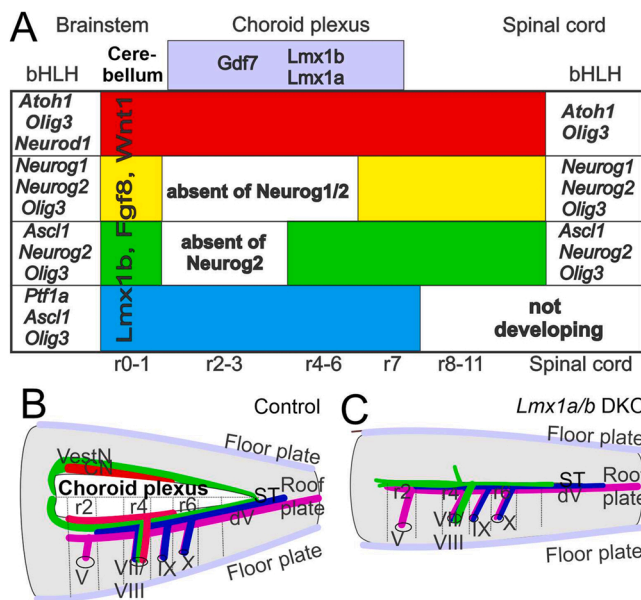 A Brainstem Choroid plexus Spinal cord
bHLH Cere-
bellum Gdf7 Lmx1b
Lmx1a bHLH
Atoh1
Olig3
Neurod1
Atoh1
Olig3
Neurog1
Neurog2
Olig3
absent of Neurog1/2
Neurog1
Neurog2
Olig3
Ascl1
Neurog2
Olig3
absent of
Neurog2
Ascl1
Neurog2
Olig3
Ptf1a
Ascl1
Olig3
not
developing
Lmx1b, Fgf8, Wnt1
r0-1 r2-3 r4-6 r7 r8-11 Spinal cord
B Control
Floor plate
VestN
CN
Choroid plexus
r2 r4 r6
ST
dV
Roof
plate
V VII/
VIII IX X
Floor plate
C Lmx1a/b DKO
Floor plate
r2 r4 r6
ST
dV
Roof
plate
V VII/
VIII IX X
Floor plate